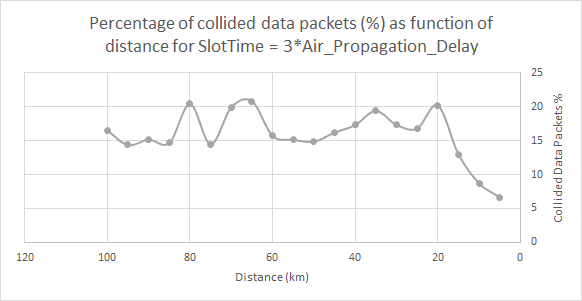 Percentage of collided data packets (%) as function of
distance for SlotTime = 3*Air_Propagation_Delay
25
20
15
10
5
0
Collided Data Packets %
120 100 80 60 40 20 0
Distance (km)